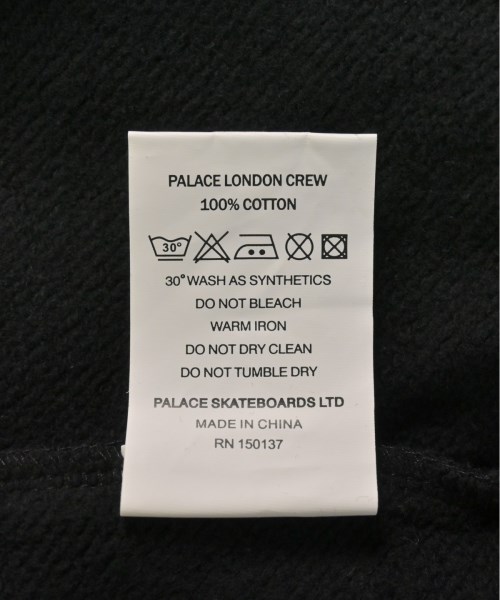 PALACE LONDON CREW
100% COTTON
30°
30° WASH AS SYNTHETICS
DO NOT BLEACH
WARM IRON
DO NOT DRY CLEAN
DO NOT TUMBLE DRY
PALACE SKATEBOARDS LTD
MADE IN CHINA
RN 150137